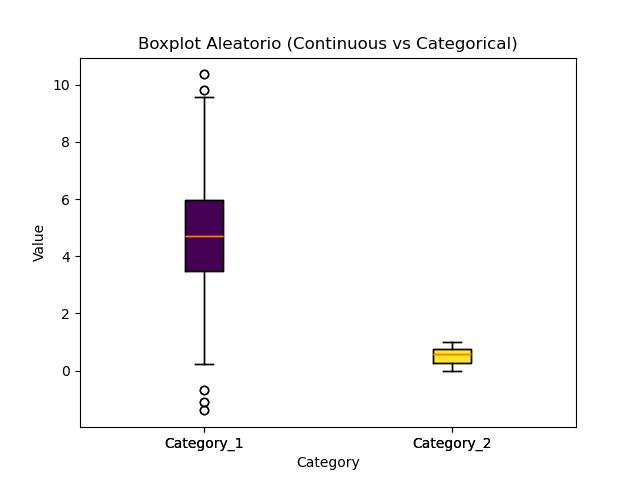 Boxplot Aleatorio (Continuous vs Categorical)
10
8
6
4
2
0
Value
Category_1
Category_2
Category